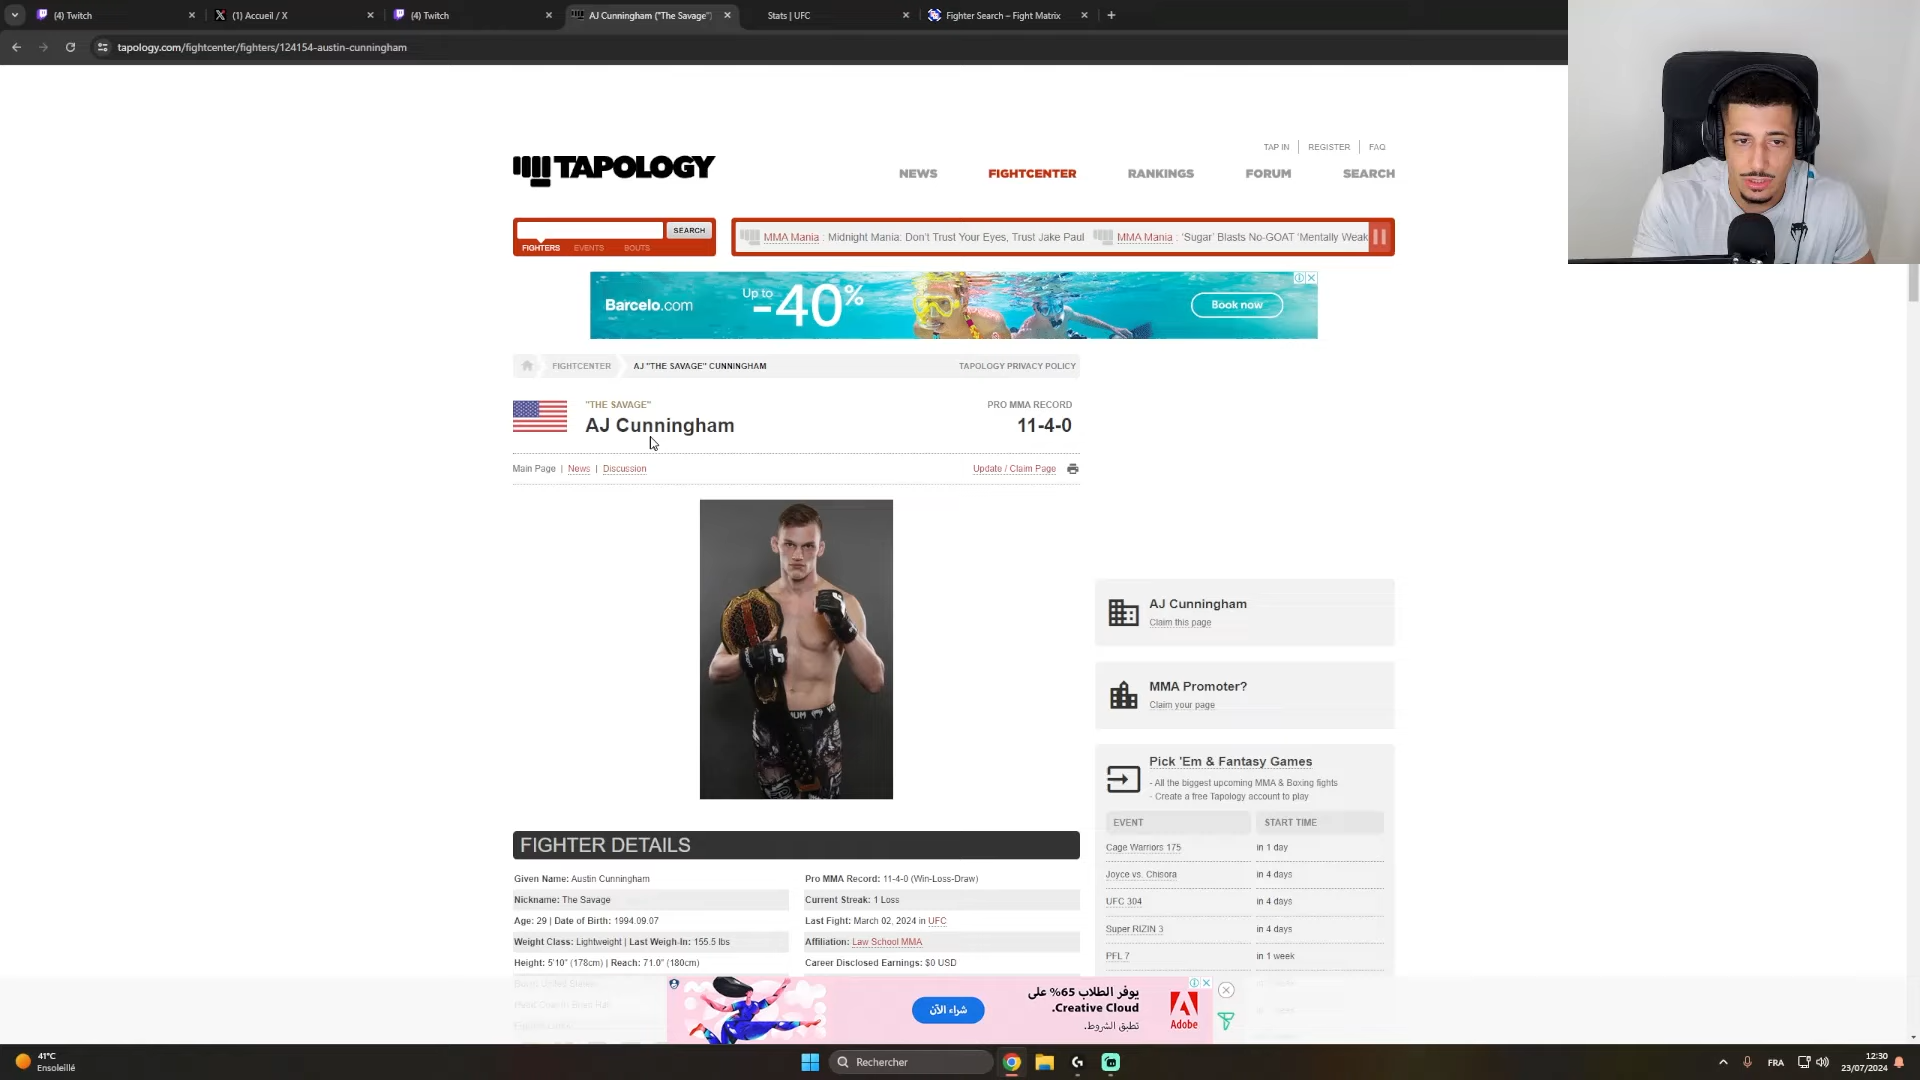 (4) Twitch
(1) Accueil / X
(4) Twitch
AJ Cunningham ("The Savage")
Stats | UFC
Fighter Search – Fight Matrix
tapology.com/fightcenter/fighters/124154-austin-cunningham
TAP IN
REGISTER
FAQ
TAPOLOGY
NEWS
FIGHTCENTER
RANKINGS
FORUM
SEARCH
SEARCH
FIGHTERS
EVENTS
BOUTS
MMA Mania : Midnight Mania: Don't Trust Your Eyes, Trust Jake Paul
MMA Mania : 'Sugar' Blasts No-GOAT 'Mentally Weak
Barcelo.com
Up to
-40%
Book now
FIGHTCENTER
AJ "THE SAVAGE" CUNNINGHAM
TAPOLOGY PRIVACY POLICY
"THE SAVAGE"
AJ Cunningham
PRO MMA RECORD
11-4-0
Main Page | News | Discussion
Update / Claim Page
AJ Cunningham
Claim this page
MMA Promoter?
Claim your page
Pick 'Em & Fantasy Games
- All the biggest upcoming MMA & Boxing fights
- Create a free Tapology account to play
EVENT
START TIME
Cage Warriors 175
in 1 day
Joyce vs. Chisora
in 4 days
UFC 304
in 4 days
Super RIZIN 3
in 4 days
PFL 7
in 1 week
FIGHTER DETAILS
Given Name: Austin Cunningham
Pro MMA Record: 11-4-0 (Win-Loss-Draw)
Nickname: The Savage
Current Streak: 1 Loss
Age: 29 | Date of Birth: 1994.09.07
Last Fight: March 02, 2024 in UFC
Weight Class: Lightweight | Last Weigh-In: 155.5 lbs
Affiliation: Law School MMA
Height: 5'10" (178cm) | Reach: 71.0" (180cm)
Career Disclosed Earnings: $0 USD
يوفر الطلاب 65% على
Creative Cloud.
تطبق الشروط.
شراء الآن
Adobe
41°C
Ensoleillé
Rechercher
FRA
12:30
23/07/2024